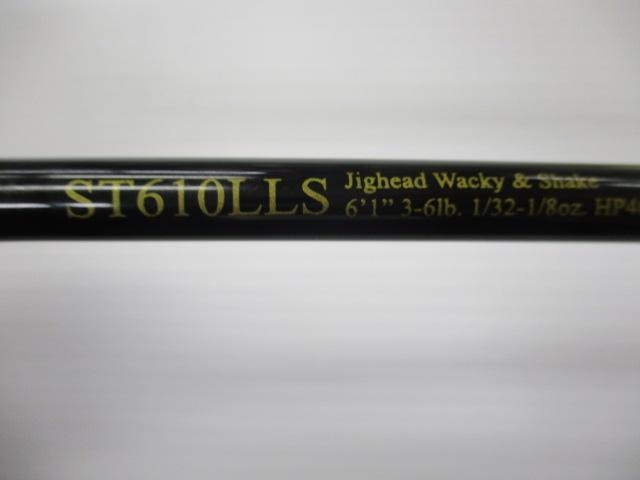 ST610LLS
Jighead Wacky & Shake
6'1" 3-6lb. 1/32-1/8oz.